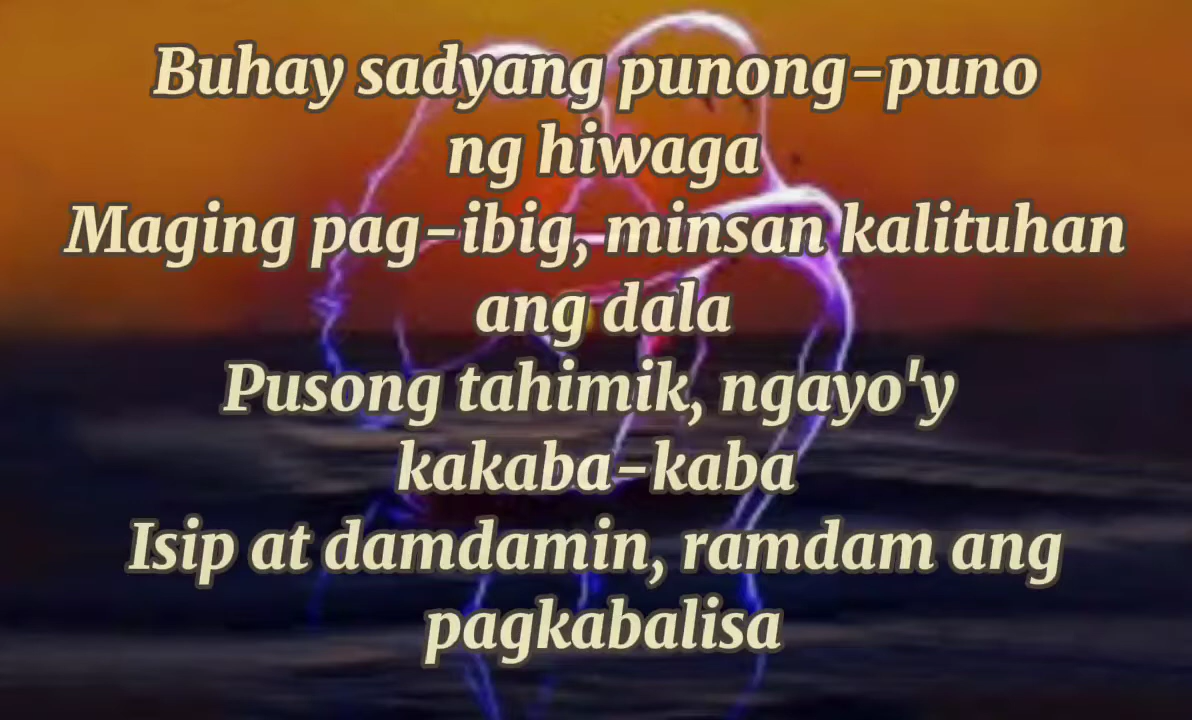 Buhay sadyang punong-puno
ng hiwaga
Maging pag-ibig, minsan kalituhan
ang dala
Pusong tahimik, ngayo'y
kakaba-kaba
Isip at damdamin, ramdam ang
pagkabalisa